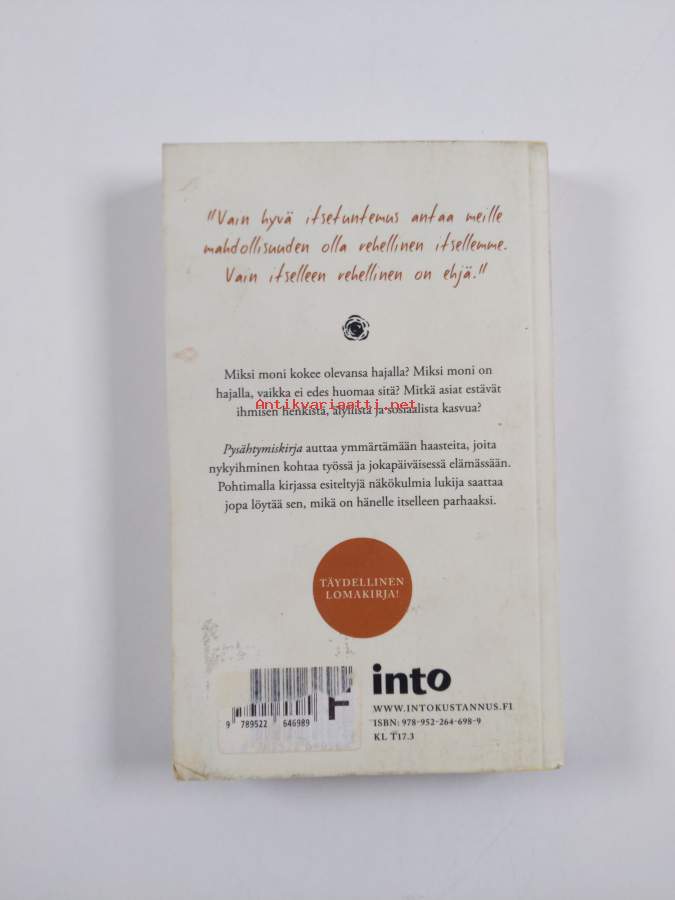 "Vain hyvä itsetuntemus antaa meille
mahdollisuuden olla rehellinen itsellemme.
Vain itselleen rehellinen on ehjä."
Miksi moni kokee olevansa hajalla? Miksi moni on
hajalla, vaikka ei edes huomaa sitä? Mitkä asiat estävät
Antikvariaatti.net
ihmisen henkistä, älyllistä ja sosiaalista kasvua?
Pysähtymiskirja auttaa ymmärtämään haasteita, joita
nykyihminen kohtaa työssä ja jokapäiväisessä elämässään.
Pohtimalla kirjassa esiteltyjä näkökulmia lukija saattaa
jopa löytää sen, mikä on hänelle itselleen parhaaksi.
TÄYDELLINEN
LOMAKIRJA!
into
WWW.INTOKUSTANNUS.FI
ISBN: 978-952-264-698-9
KL T17.3
9 789522 646989